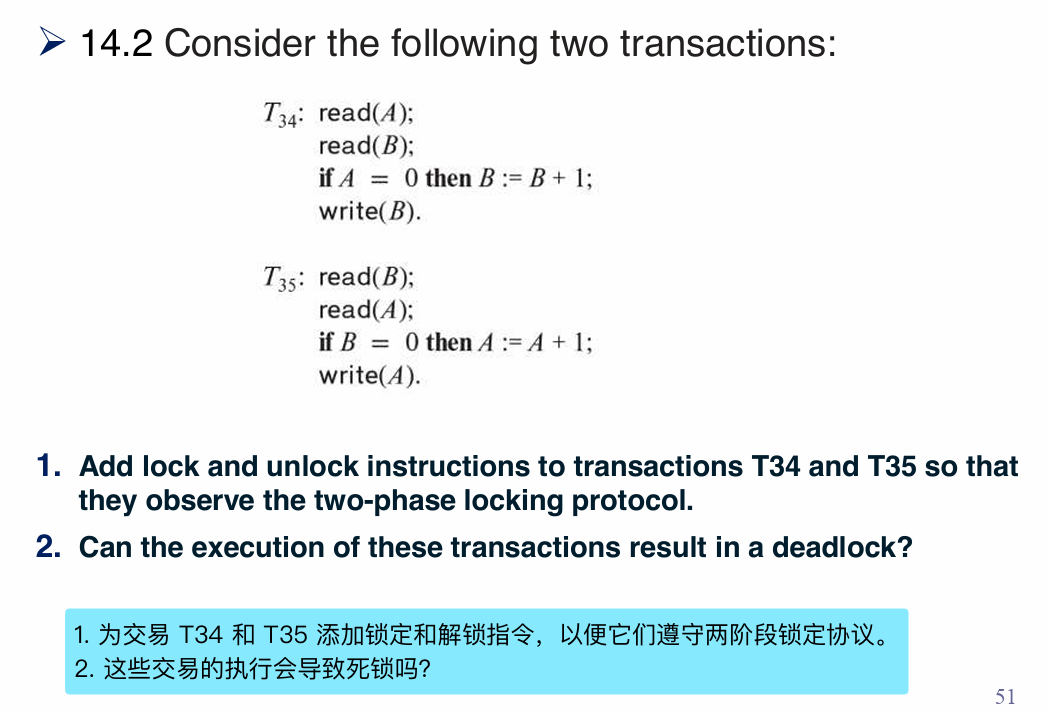 ➢ 14.2 Consider the following two transactions:
T34: read(A);
read(B);
if A = 0 then B := B + 1;
write(B).
T35: read(B);
read(A);
if B = 0 then A := A + 1;
write(A).
1. Add lock and unlock instructions to transactions T34 and T35 so that
they observe the two-phase locking protocol.
2. Can the execution of these transactions result in a deadlock?
1. 为交易 T34 和 T35 添加锁定和解锁指令，以便它们遵守两阶段锁定协议。
2. 这些交易的执行会导致死锁吗?
51